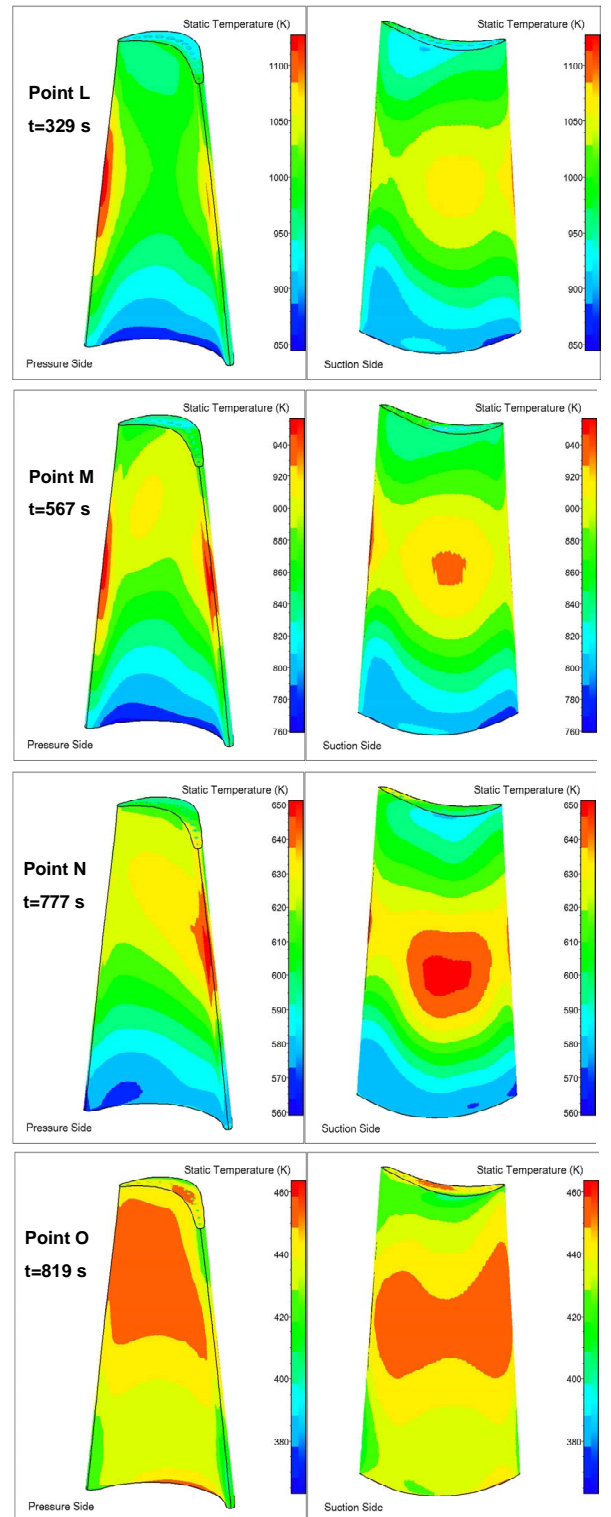 Static Temperature (K)
Static Temperature (K)
Point L
t=329 s
1100
1050
1000
950
900
850
1100
1050
1000
950
900
850
Pressure Side
Suction Side
Static Temperature (K)
Static Temperature (K)
Point M
t=567 s
940
920
900
880
860
840
820
800
780
760
940
920
900
880
860
840
820
800
780
760
Pressure Side
Suction Side
Static Temperature (K)
Static Temperature (K)
Point N
t=777 s
650
640
630
620
610
600
590
580
570
560
650
640
630
620
610
600
590
580
570
560
Pressure Side
Suction Side
Static Temperature (K)
Static Temperature (K)
Point O
t=819 s
460
440
420
400
380
460
440
420
400
380
Pressure Side
Suction Side